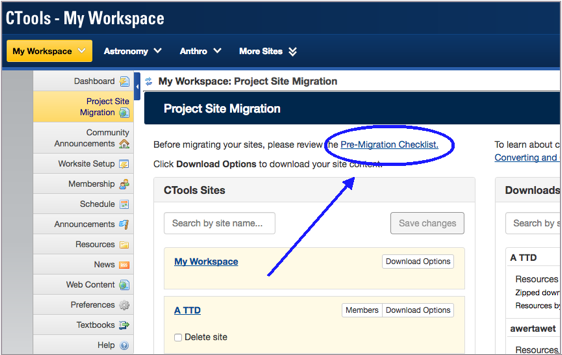 CTools - My Workspace
My Workspace
Astronomy
Anthro
More Sites
Dashboard
Project Site
Migration
Community
Announcements
Worksite Setup
Membership
Schedule
Announcements
Resources
News
Web Content
Preferences
Textbooks
Help
My Workspace: Project Site Migration
Project Site Migration
Before migrating your sites, please review the Pre-Migration Checklist.
Click Download Options to download your site content.
CTools Sites
Search by site name...
Save changes
My Workspace
Download Options
A TTD
Members
Download Options
Delete site
To learn about c
Converting and
Downloads
Search by s
A TTD
Resources
Zipped down
Resources by
awertawet
Resources